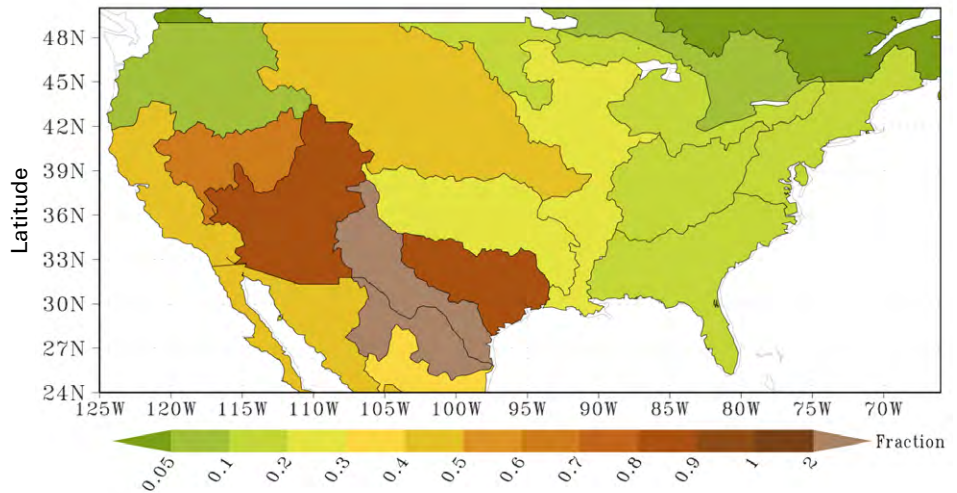 48N
45N
42N
39N
36N
33N
30N
27N
24N
Latitude
125W 120W 115W 110W 105W 100W 95W 90W 85W 80W 75W 70W
0.05 0.1 0.2 0.3 0.4 0.5 0.6 0.7 0.8 0.9 1 2 Fraction